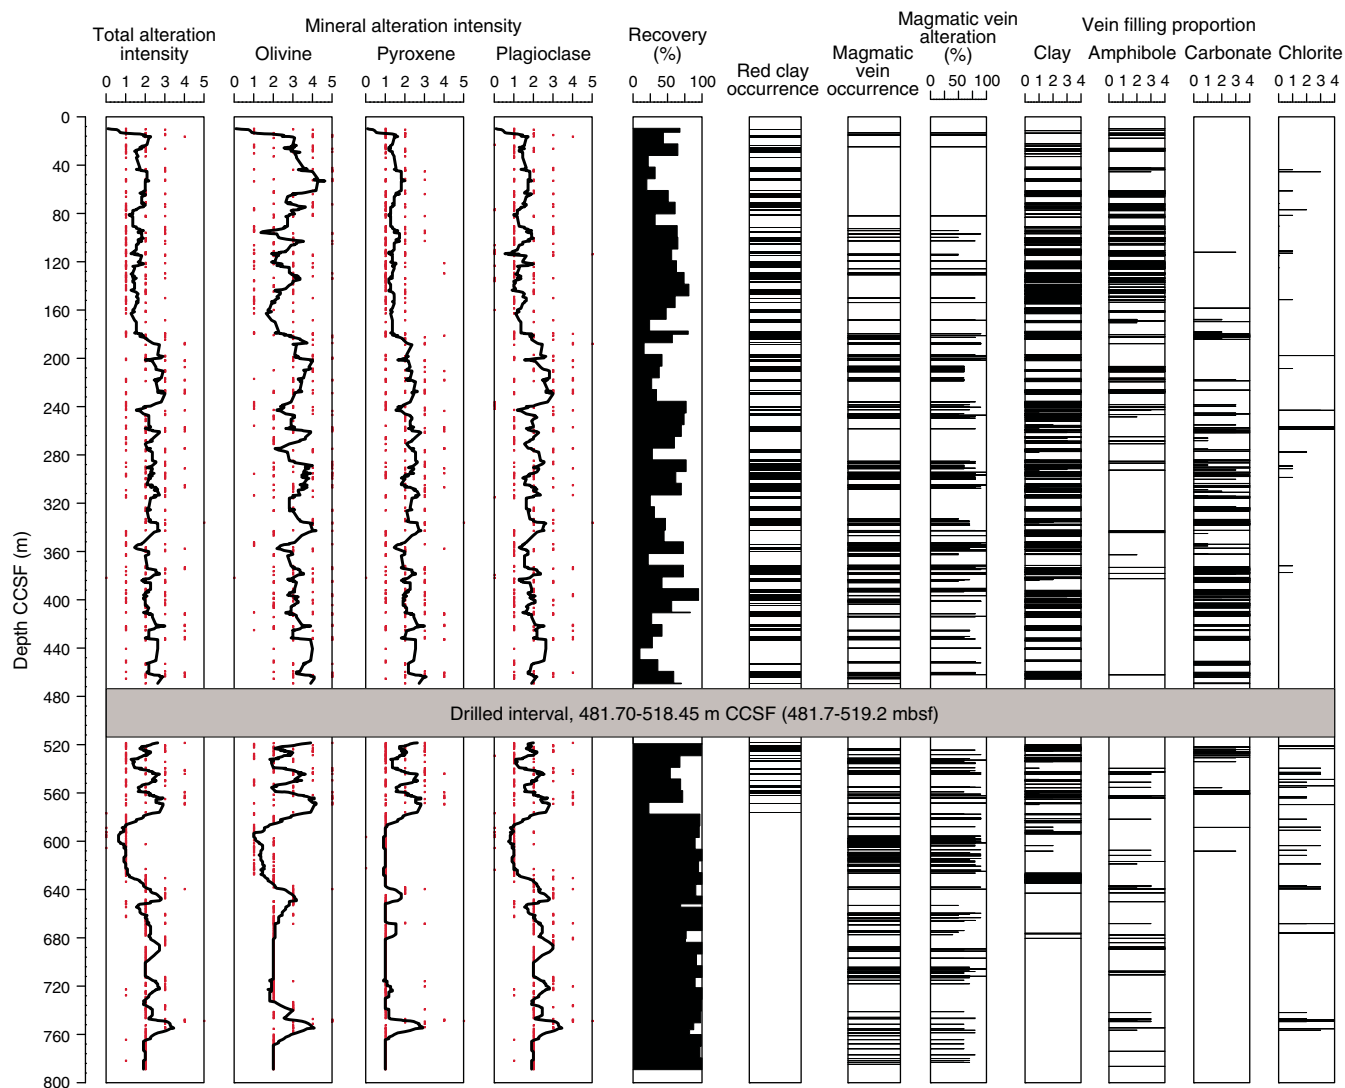 Mineral alteration intensity
Total alteration
intensity
Olivine
Pyroxene
Plagioclase
Recovery
(%)
Red clay
occurrence
Magmatic
vein
occurrence
Magmatic vein
alteration
(%)
Vein filling proportion
Clay
Amphibole
Carbonate
Chlorite
0 1 2 3 4 5
0 1 2 3 4 5
0 1 2 3 4 5
0 1 2 3 4 5
0 50 100
0 50 100
0 1 2 3 4
0 1 2 3 4
0 1 2 3 4
0 1 2 3 4
Depth CCSF (m)
0
40
80
120
160
200
240
280
320
360
400
440
480
520
560
600
640
680
720
760
800
Drilled interval, 481.70-518.45 m CCSF (481.7-519.2 mbsf)